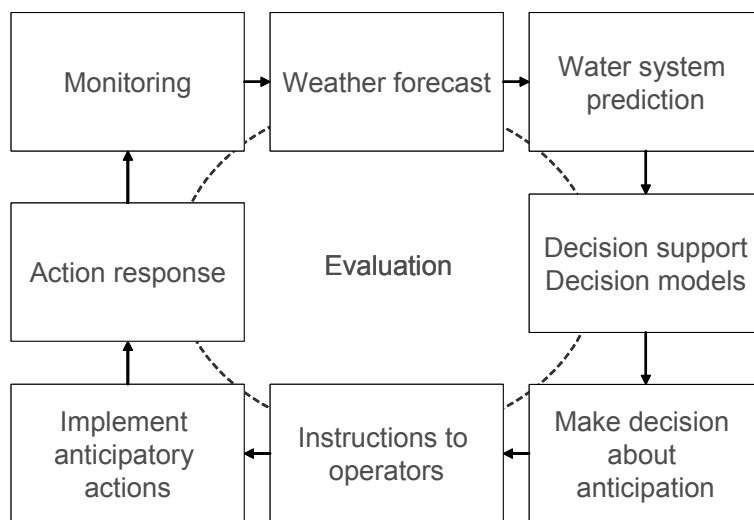 Monitoring
Weather forecast
Water system
prediction
Action response
Evaluation
Decision support
Decision models
Implement
anticipatory
actions
Instructions to
operators
Make decision
about
anticipation